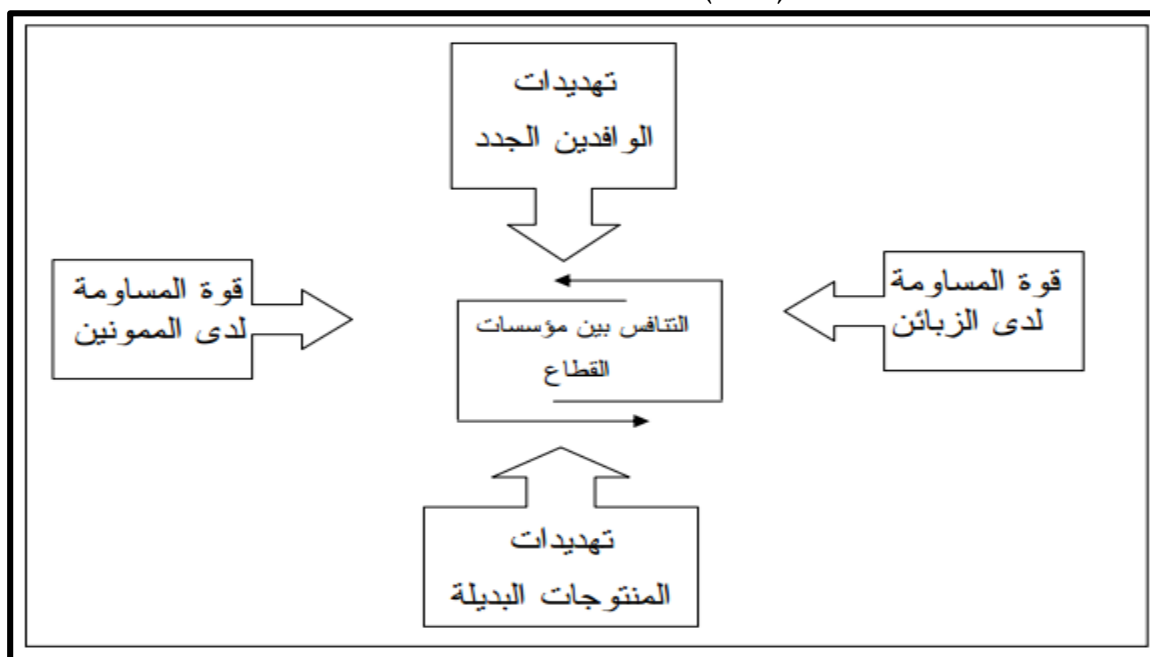 تهديدات
الوافدين الجدد
قوة المساومة
لدى الزبائن
التنافس بين مؤسسات
القطاع
قوة المساومة
لدى الممونين
تهديدات
المنتوجات البديلة